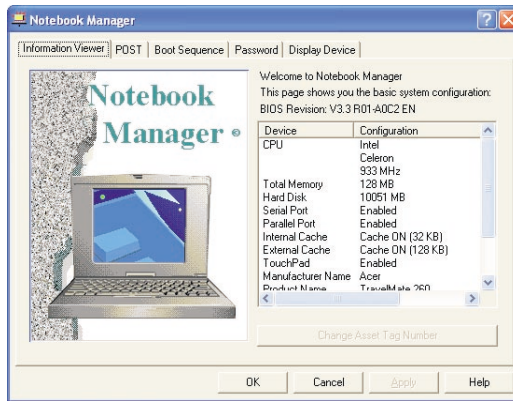 Notebook Manager
Information Viewer POST Boot Sequence Password Display Device
Notebook
Manager ®
Welcome to Notebook Manager
This page shows you the basic system configuration:
BIOS Revision: V3.3 R01-A0C2 EN
Device Configuration
CPU Intel
Celeron
933 MHz
Total Memory 128 MB
Hard Disk 10051 MB
Serial Port Enabled
Parallel Port Enabled
Internal Cache Cache ON (32 KB)
External Cache Cache ON (128 KB)
TouchPad Enabled
Manufacturer Name Acer
Product Name TravelMate 260
Change Asset Tag Number
OK Cancel Apply Help